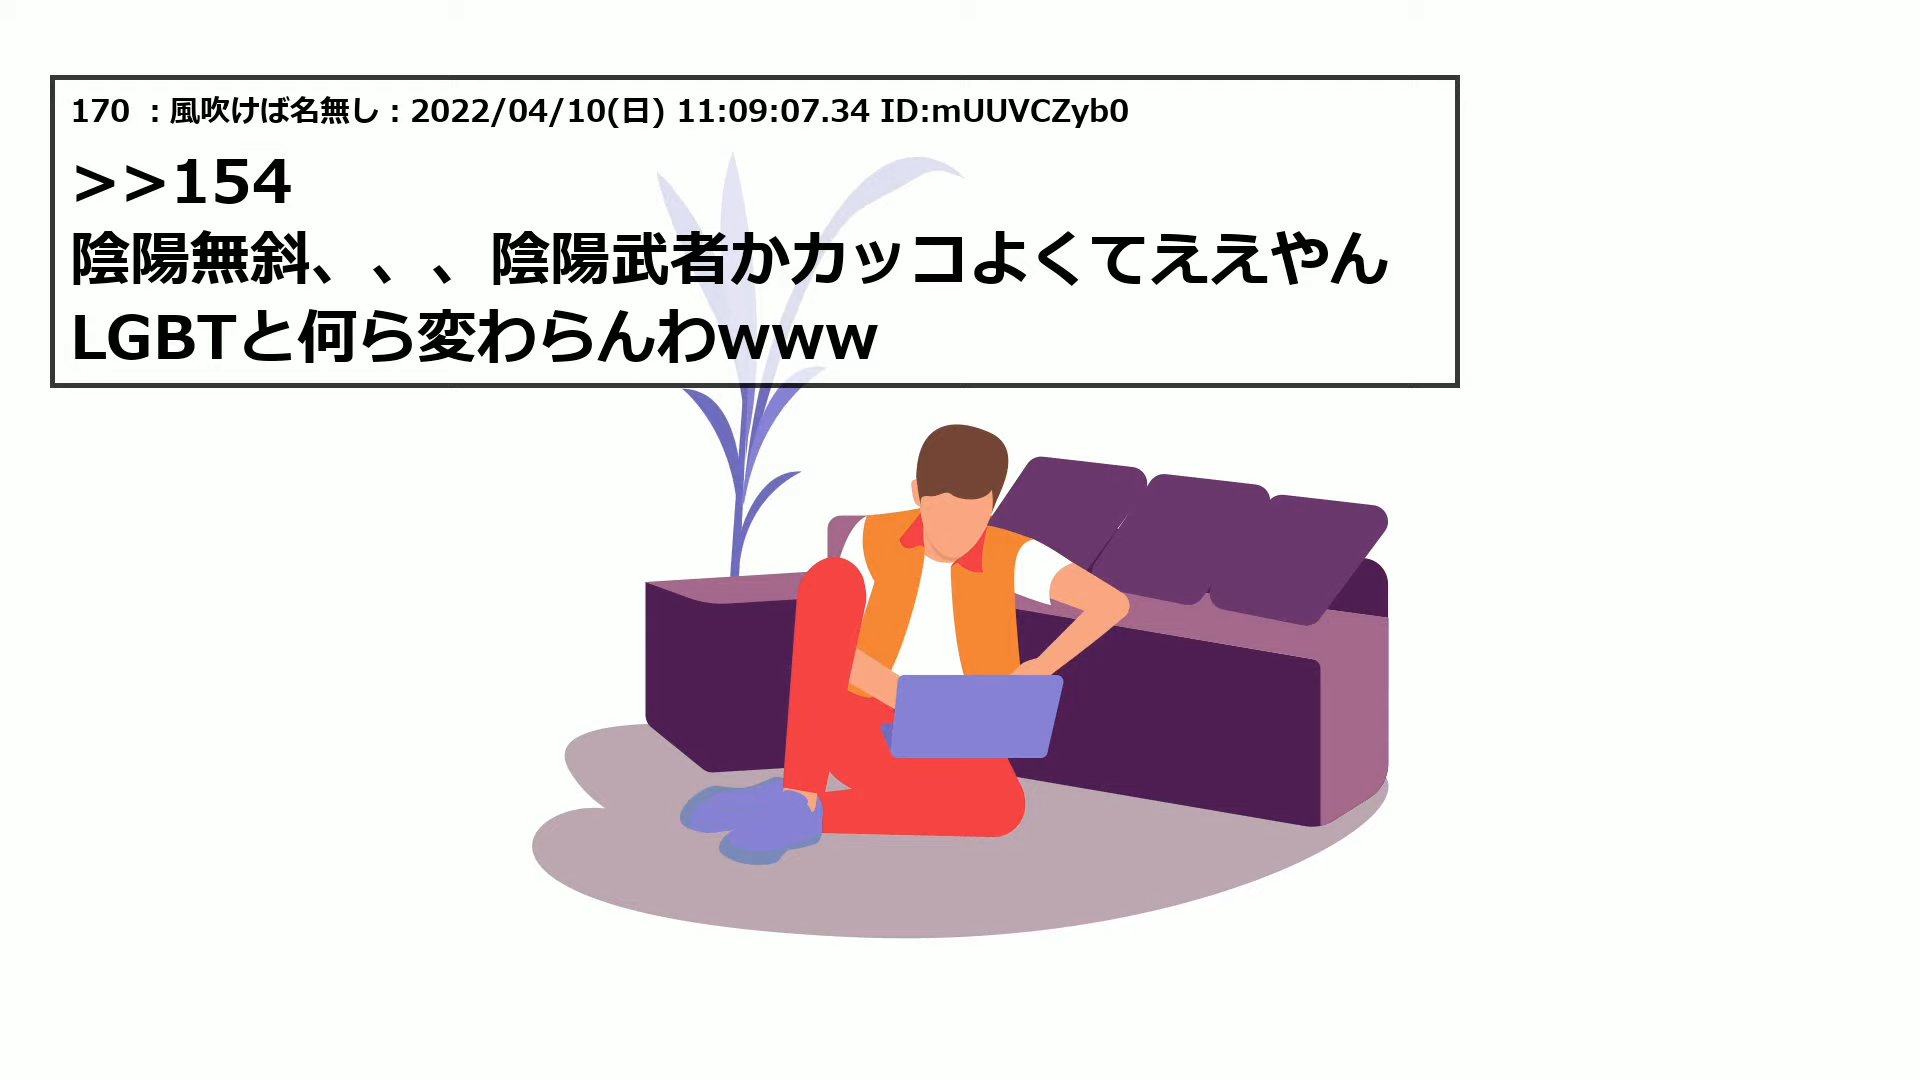 170 ：風吹けば名無し：2022/04/10(日) 11:09:07.34 ID:mUUVCZyb0
>>154
陰陽無斜、、、陰陽武者かカッコよくてええやん
LGBTと何ら変わらんわwww